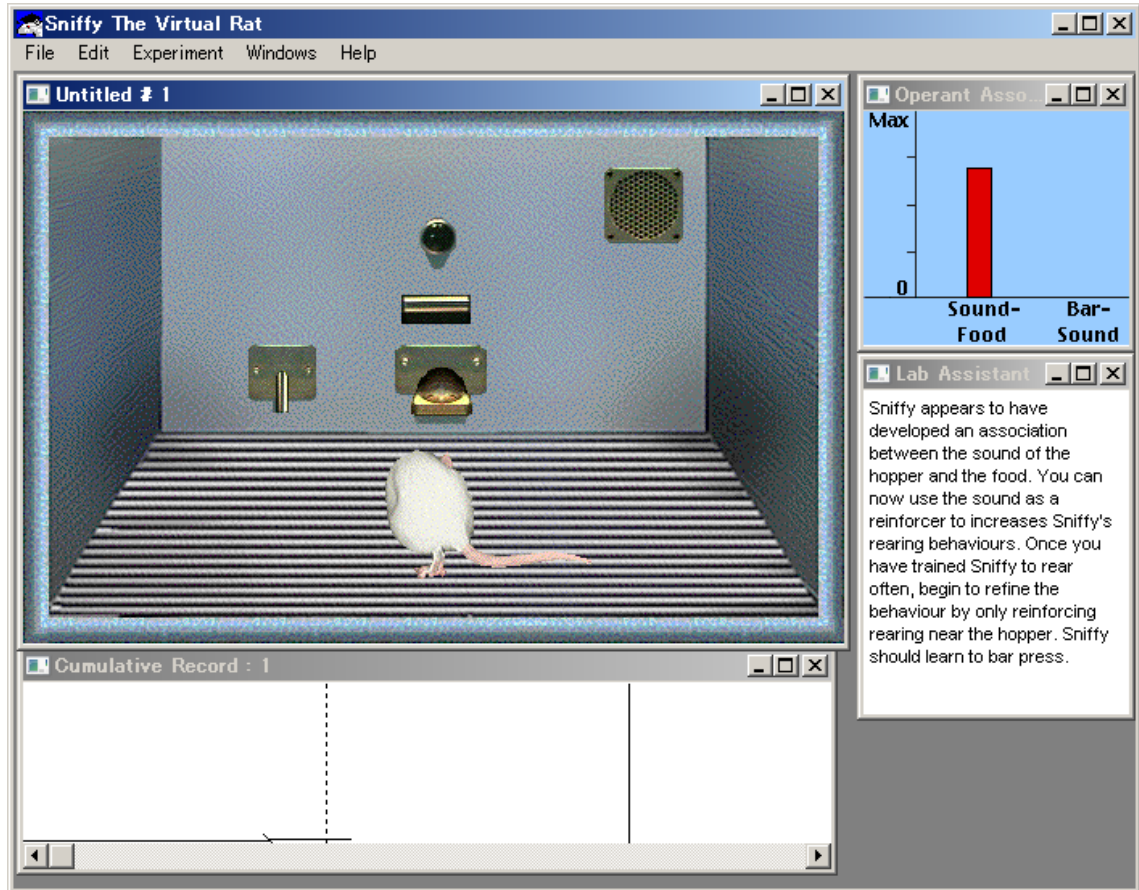 Sniffy The Virtual Rat
File Edit Experiment Windows Help
Untitled # 1
Operant Asso...
Max
0
Sound-
Food
Bar-
Sound
Lab Assistant
Sniffy appears to have
developed an association
between the sound of the
hopper and the food. You can
now use the sound as a
reinforcer to increases Sniffy's
rearing behaviours. Once you
have trained Sniffy to rear
often, begin to refine the
behaviour by only reinforcing
rearing near the hopper. Sniffy
should learn to bar press.
Cumulative Record : 1